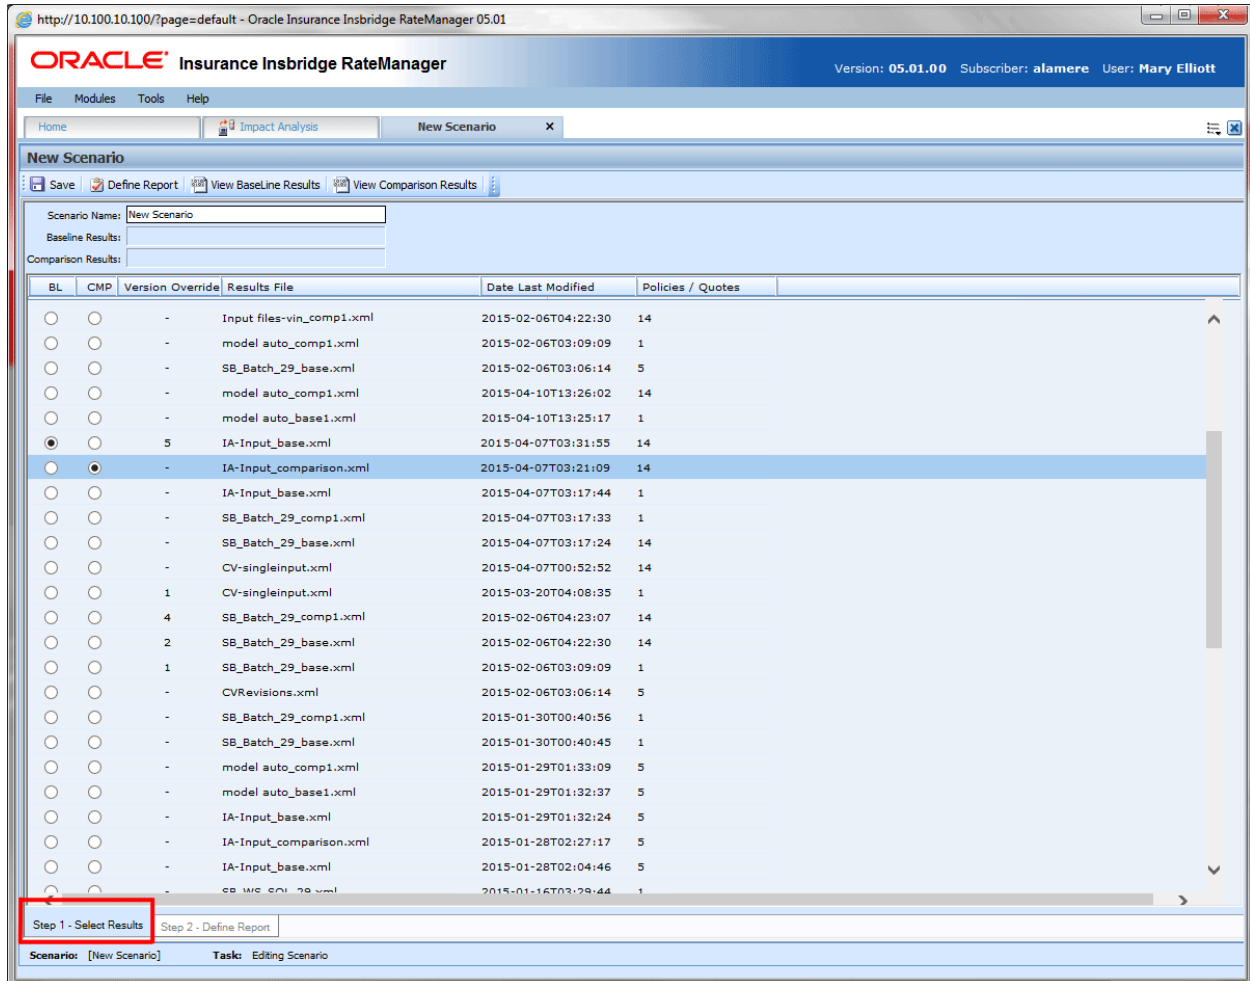 http://10.100.10.100/?page=default - Oracle Insurance Insbridge RateManager 05.01
ORACLE Insurance Insbridge RateManager
Version: 05.01.00 Subscriber: alamere User: Mary Elliott
File Modules Tools Help
Home Impact Analysis New Scenario x
New Scenario
Save Define Report View BaseLine Results View Comparison Results
Scenario Name: New Scenario
Baseline Results:
Comparison Results:
BL CMP Version Override Results File Date Last Modified Policies / Quotes
- Input files-vin_comp1.xml 2015-02-06T04:22:30 14
- model auto_comp1.xml 2015-02-06T03:09:09 1
- SB_Batch_29_base.xml 2015-02-06T03:06:14 5
- model auto_comp1.xml 2015-04-10T13:26:02 14
- model auto_base1.xml 2015-04-10T13:25:17 1
5 IA-Input_base.xml 2015-04-07T03:31:55 14
- IA-Input_comparison.xml 2015-04-07T03:21:09 14
- IA-Input_base.xml 2015-04-07T03:17:44 1
- SB_Batch_29_comp1.xml 2015-04-07T03:17:33 1
- SB_Batch_29_base.xml 2015-04-07T03:17:24 14
- CV-singleinput.xml 2015-04-07T00:52:52 14
1 CV-singleinput.xml 2015-03-20T04:08:35 1
4 SB_Batch_29_comp1.xml 2015-02-06T04:23:07 14
2 SB_Batch_29_base.xml 2015-02-06T04:22:30 14
1 SB_Batch_29_base.xml 2015-02-06T03:09:09 1
- CVRevisions.xml 2015-02-06T03:06:14 5
- SB_Batch_29_comp1.xml 2015-01-30T00:40:56 1
- SB_Batch_29_base.xml 2015-01-30T00:40:45 1
- model auto_comp1.xml 2015-01-29T01:33:09 5
- model auto_base1.xml 2015-01-29T01:32:37 5
- IA-Input_base.xml 2015-01-29T01:32:24 5
- IA-Input_comparison.xml 2015-01-28T02:27:17 5
- IA-Input_base.xml 2015-01-28T02:04:46 5
- SB_WS_SQL_29.xml 2015-01-16T03:29:44 1
Step 1 - Select Results Step 2 - Define Report
Scenario: [New Scenario] Task: Editing Scenario